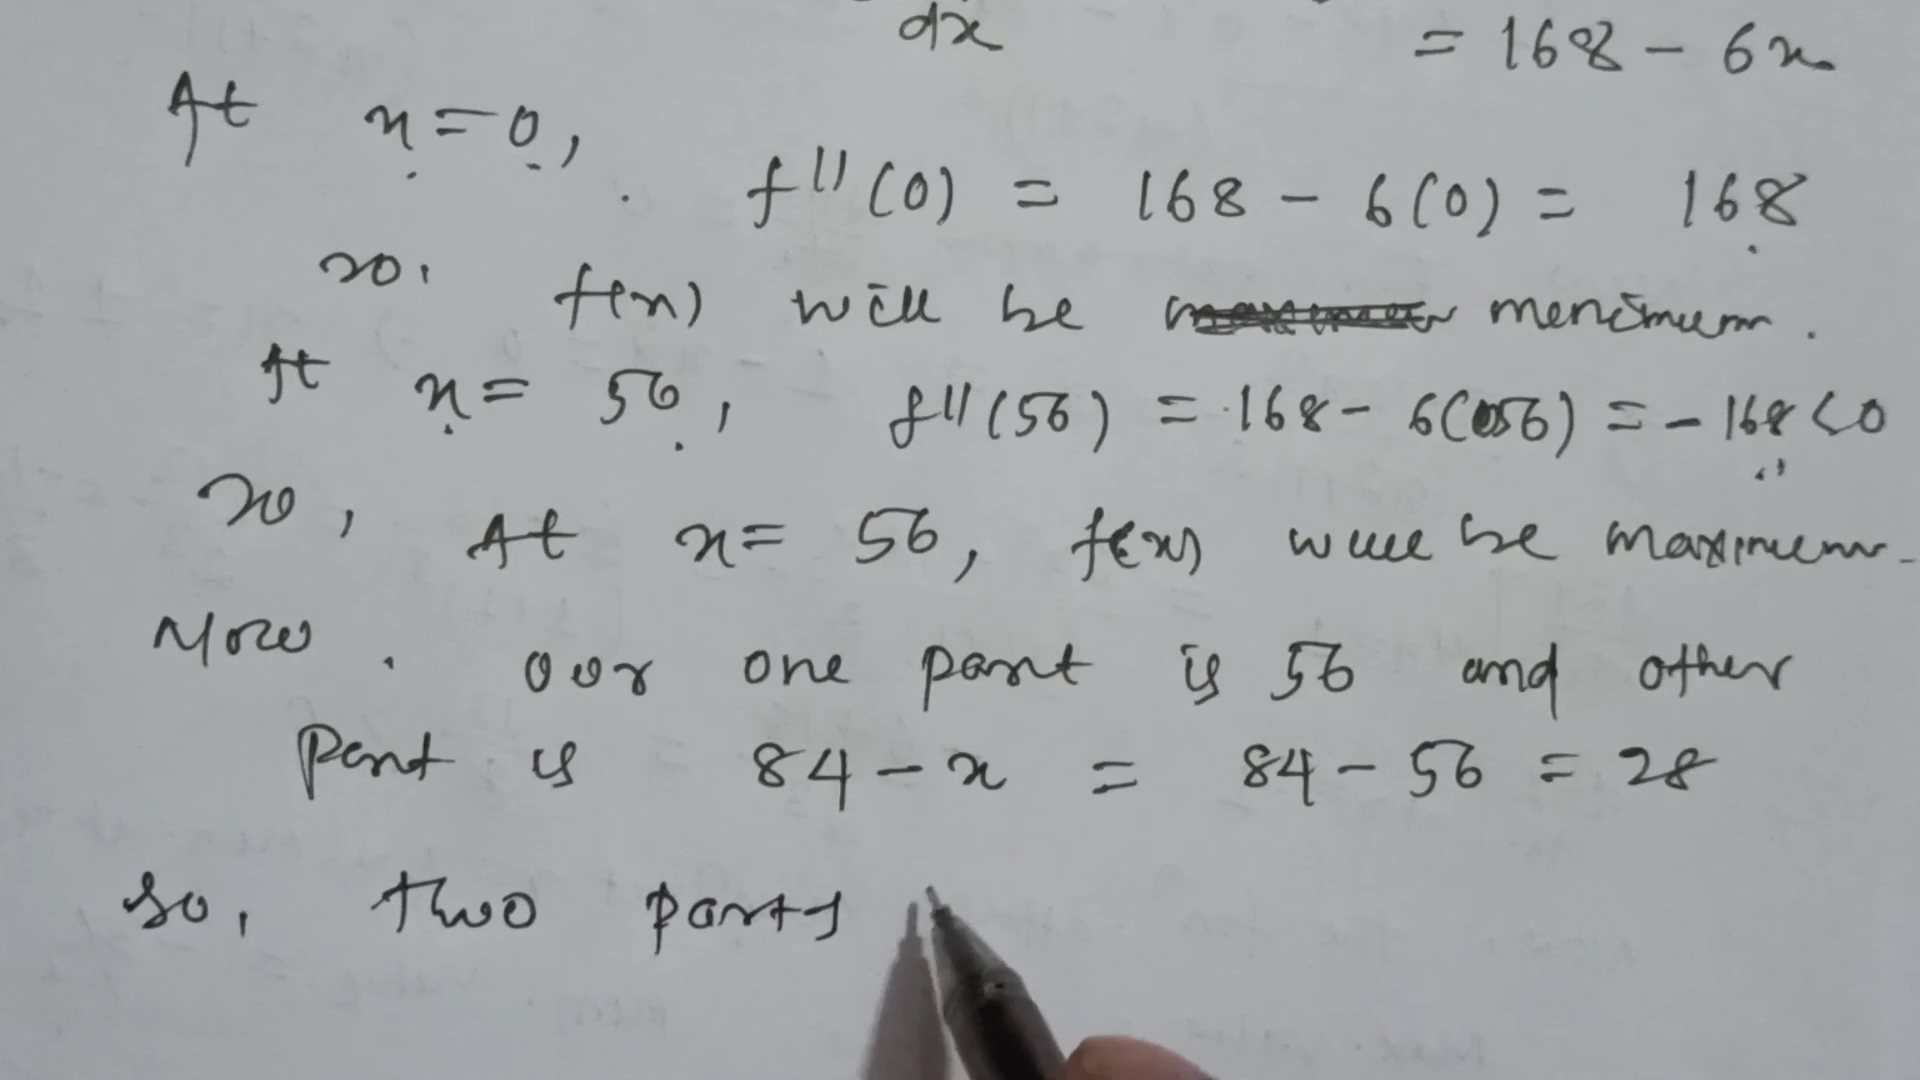 dx = 168 - 6x
At x = 0,
f''(0) = 168 - 6(0) = 168
so, f(x) will be menimum.
At x = 56, f''(56) = 168 - 6(56) = -168 < 0
so, At x = 56, f(x) will be maximum.
Now, our one part is 56 and other
part is 84 - x = 84 - 56 = 28
so, two parts